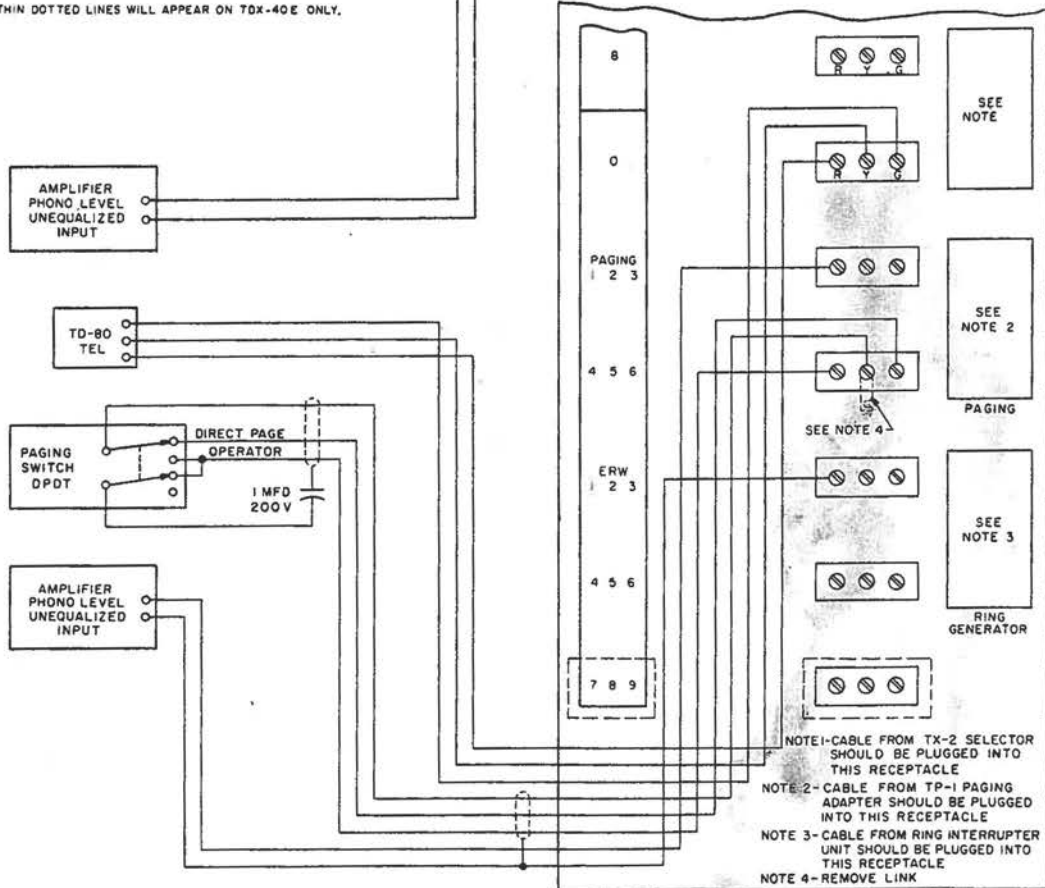 THIN DOTTED LINES WILL APPEAR ON TDX-40E ONLY.
8
R Y G
SEE
NOTE
0
R Y G
AMPLIFIER
PHONO LEVEL
UNEQUALIZED
INPUT
PAGING
1 2 3
SEE
NOTE 2
TD-80
TEL
4 5 6
PAGING
SEE NOTE 4
PAGING
SWITCH
DPDT
DIRECT PAGE
OPERATOR
1 MFD
200V
ERW
1 2 3
SEE
NOTE 3
AMPLIFIER
PHONO LEVEL
UNEQUALIZED
INPUT
4 5 6
RING
GENERATOR
7 8 9
NOTE 1-CABLE FROM TX-2 SELECTOR
SHOULD BE PLUGGED INTO
THIS RECEPTACLE
NOTE 2-CABLE FROM TP-1 PAGING
ADAPTER SHOULD BE PLUGGED
INTO THIS RECEPTACLE
NOTE 3-CABLE FROM RING INTERRUPTER
UNIT SHOULD BE PLUGGED INTO
THIS RECEPTACLE
NOTE 4-REMOVE LINK